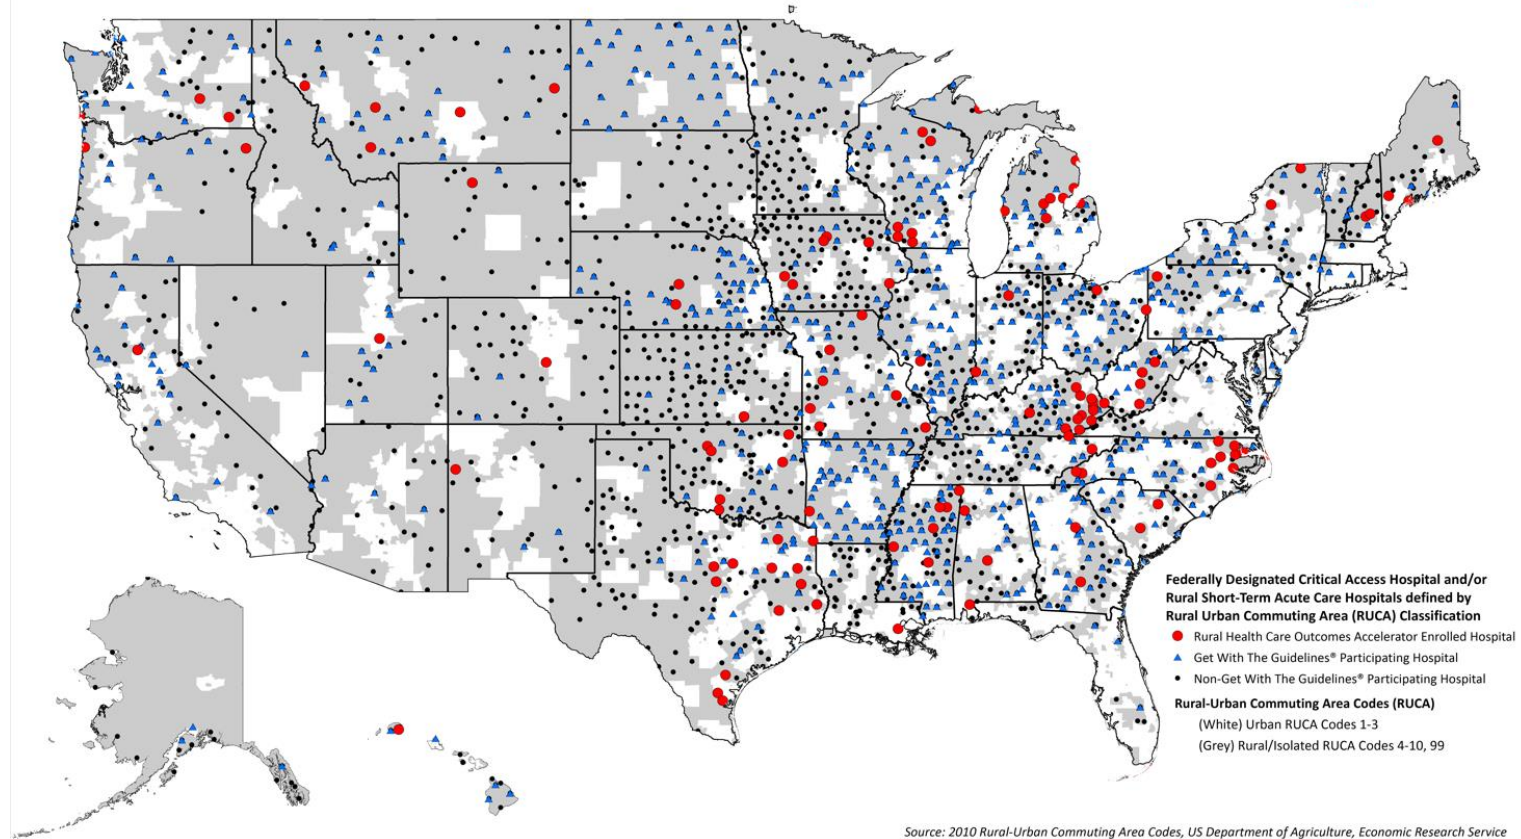 Federally Designated Critical Access Hospital and/or
Rural Short-Term Acute Care Hospitals defined by
Rural Urban Commuting Area (RUCA) Classification
Rural Health Care Outcomes Accelerator Enrolled Hospital
Get With The Guidelines® Participating Hospital
Non-Get With The Guidelines® Participating Hospital
Rural-Urban Commuting Area Codes (RUCA)
(White) Urban RUCA Codes 1-3
(Grey) Rural/Isolated RUCA Codes 4-10, 99
Source: 2010 Rural-Urban Commuting Area Codes, US Department of Agriculture, Economic Research Service